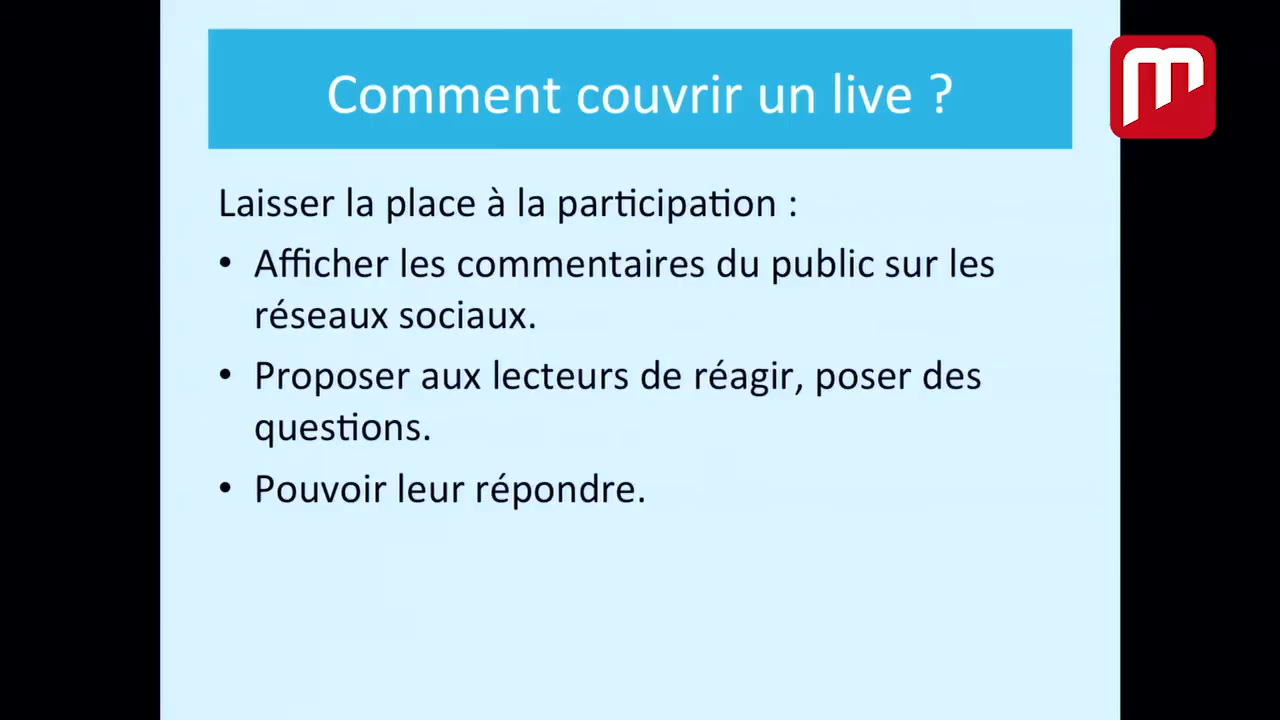 Comment couvrir un live ?
Laisser la place à la participation :
• Afficher les commentaires du public sur les
réseaux sociaux.
• Proposer aux lecteurs de réagir, poser des
questions.
• Pouvoir leur répondre.